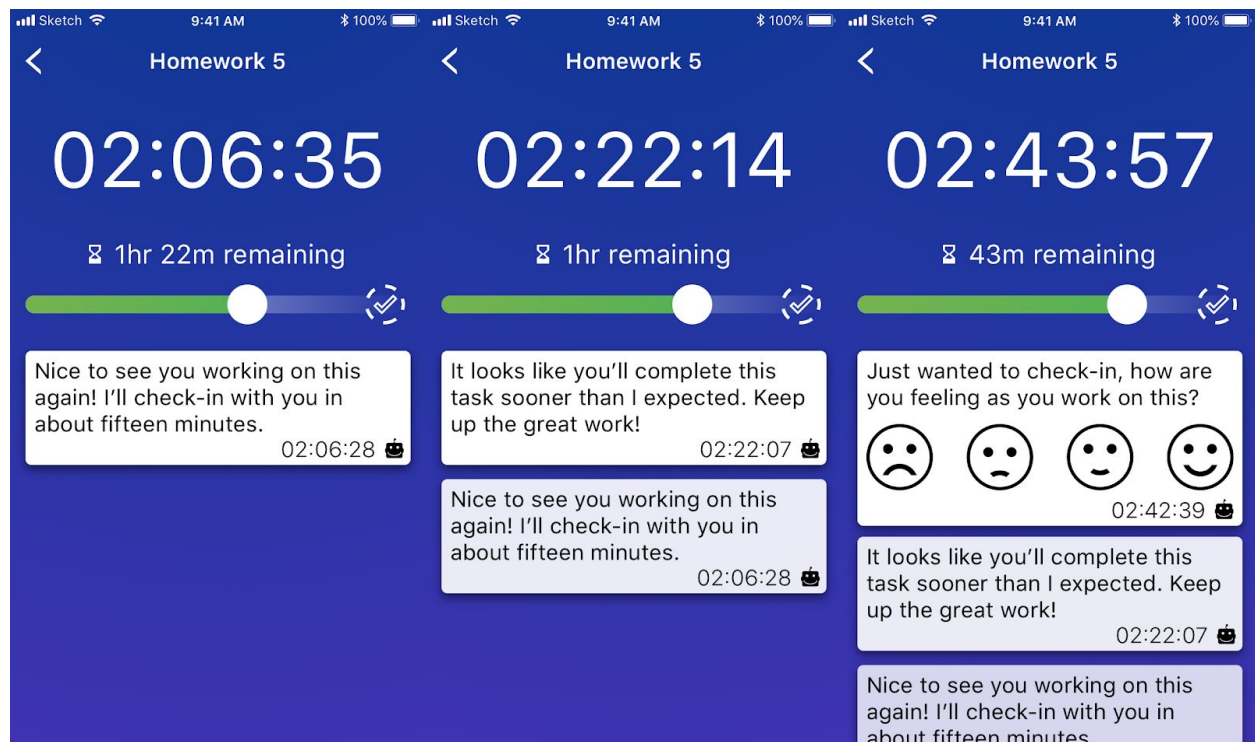 Sketch 9:41 AM 100%
Homework 5
02:06:35
1hr 22m remaining
Nice to see you working on this
again! I’ll check-in with you in
about fifteen minutes.
02:06:28
Sketch 9:41 AM 100%
Homework 5
02:22:14
1hr remaining
It looks like you’ll complete this
task sooner than I expected. Keep
up the great work!
02:22:07
Nice to see you working on this
again! I’ll check-in with you in
about fifteen minutes.
02:06:28
Sketch 9:41 AM 100%
Homework 5
02:43:57
43m remaining
Just wanted to check-in, how are
you feeling as you work on this?
02:42:39
It looks like you’ll complete this
task sooner than I expected. Keep
up the great work!
02:22:07
Nice to see you working on this
again! I’ll check-in with you in
about fifteen minutes.